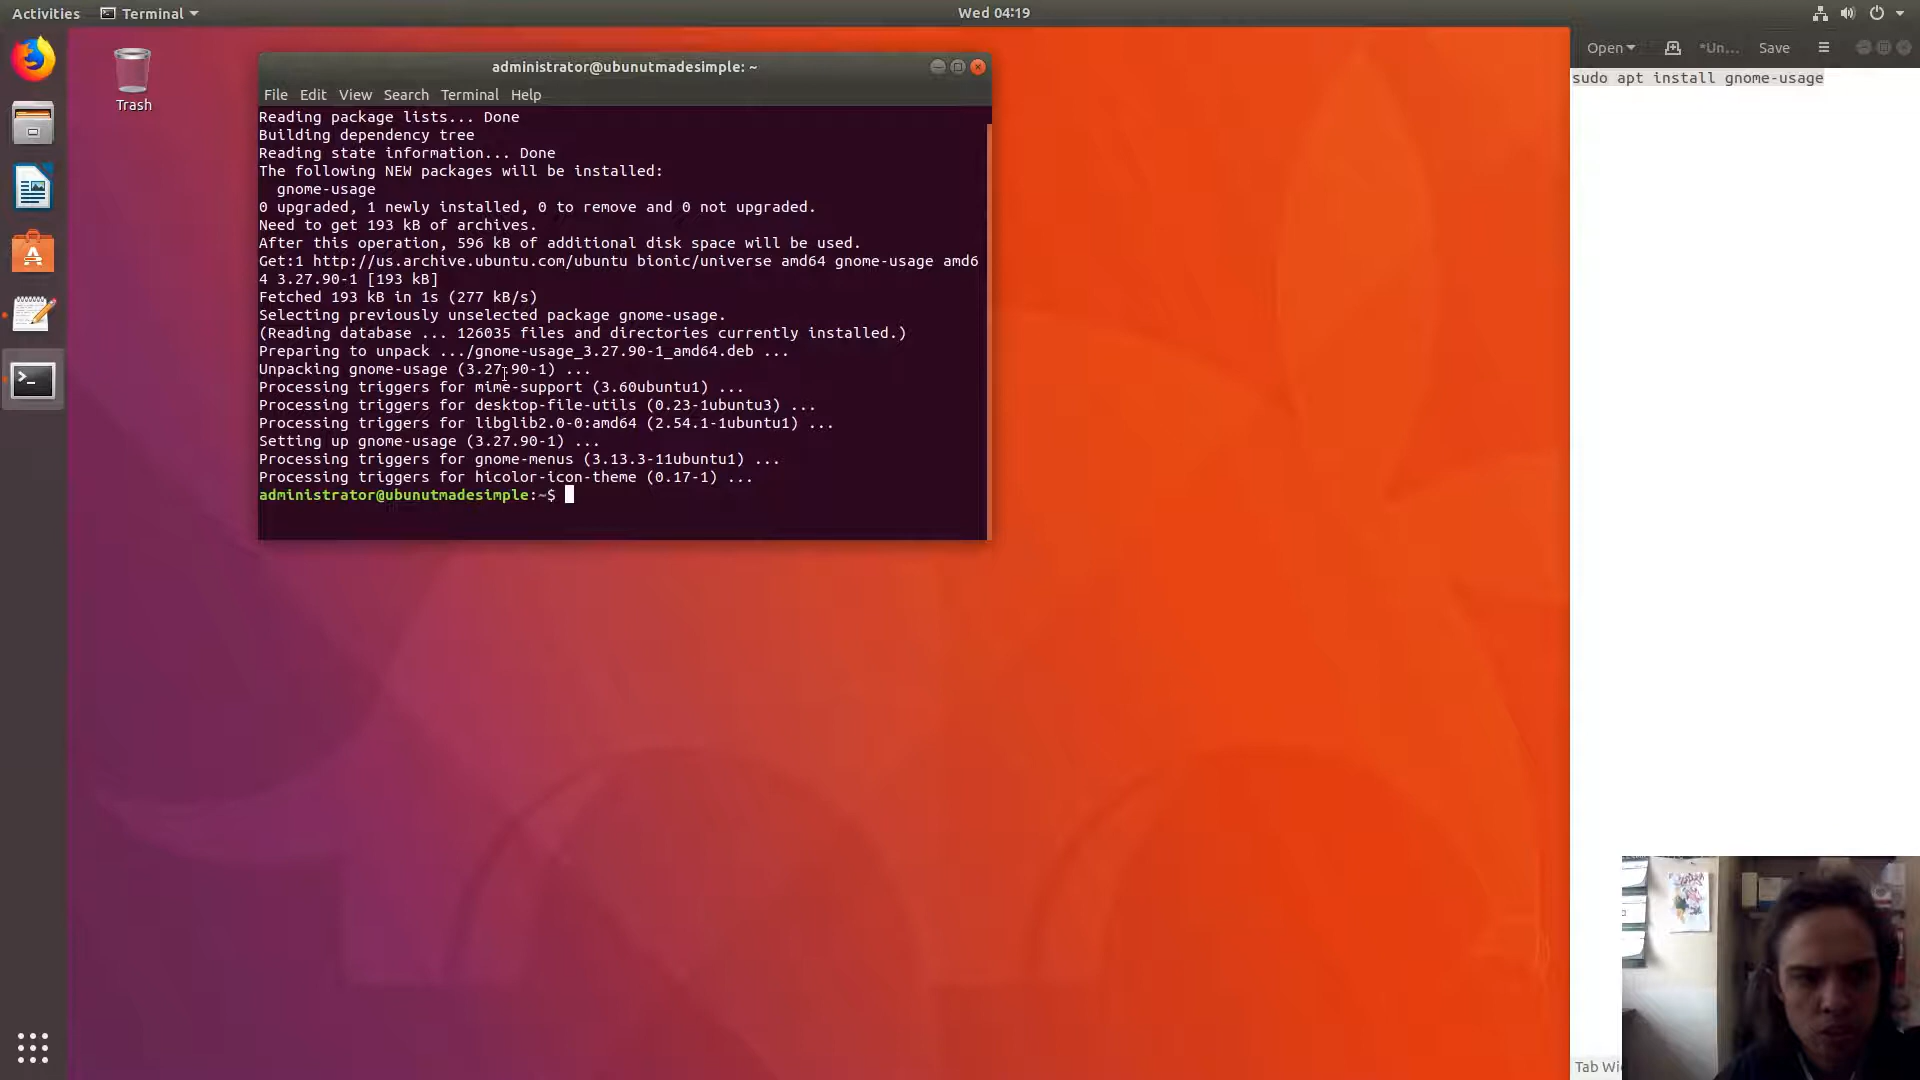 Activities
Terminal
Wed 04:19
Trash
administrator@ubunutmadesimple: ~
File Edit View Search Terminal Help
Reading package lists... Done
Building dependency tree
Reading state information... Done
The following NEW packages will be installed:
gnome-usage
0 upgraded, 1 newly installed, 0 to remove and 0 not upgraded.
Need to get 193 kB of archives.
After this operation, 596 kB of additional disk space will be used.
Get:1 http://us.archive.ubuntu.com/ubuntu bionic/universe amd64 gnome-usage amd6
4 3.27.90-1 [193 kB]
Fetched 193 kB in 1s (277 kB/s)
Selecting previously unselected package gnome-usage.
(Reading database ... 126035 files and directories currently installed.)
Preparing to unpack .../gnome-usage_3.27.90-1_amd64.deb ...
Unpacking gnome-usage (3.27.90-1) ...
Processing triggers for mime-support (3.60ubuntu1) ...
Processing triggers for desktop-file-utils (0.23-1ubuntu3) ...
Processing triggers for libglib2.0-0:amd64 (2.54.1-1ubuntu1) ...
Setting up gnome-usage (3.27.90-1) ...
Processing triggers for gnome-menus (3.13.3-11ubuntu1) ...
Processing triggers for hicolor-icon-theme (0.17-1) ...
administrator@ubunutmadesimple:~$
Open
*Un...
Save
sudo apt install gnome-usage
Tab Wi